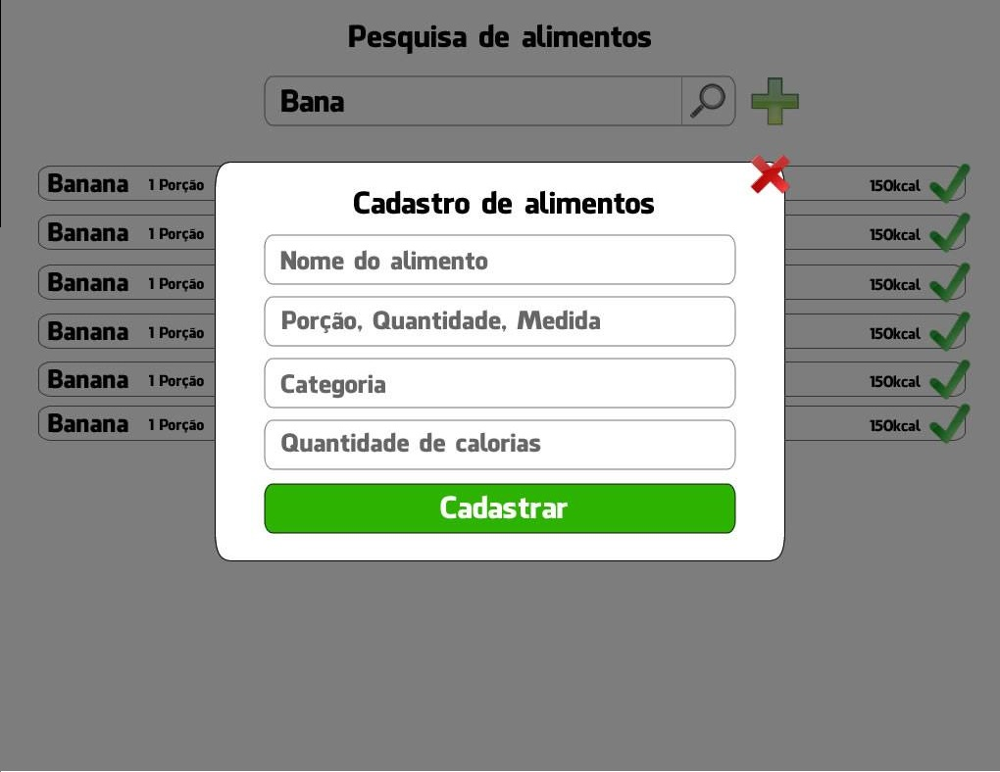 Pesquisa de alimentos
Bana
Banana 1 Porção 150kcal
Cadastro de alimentos
Banana 1 Porção 150kcal
Nome do alimento
Banana 1 Porção 150kcal
Porção, Quantidade, Medida
Banana 1 Porção 150kcal
Banana 1 Porção 150kcal
Categoria
Banana 1 Porção 150kcal
Quantidade de calorias
Cadastrar